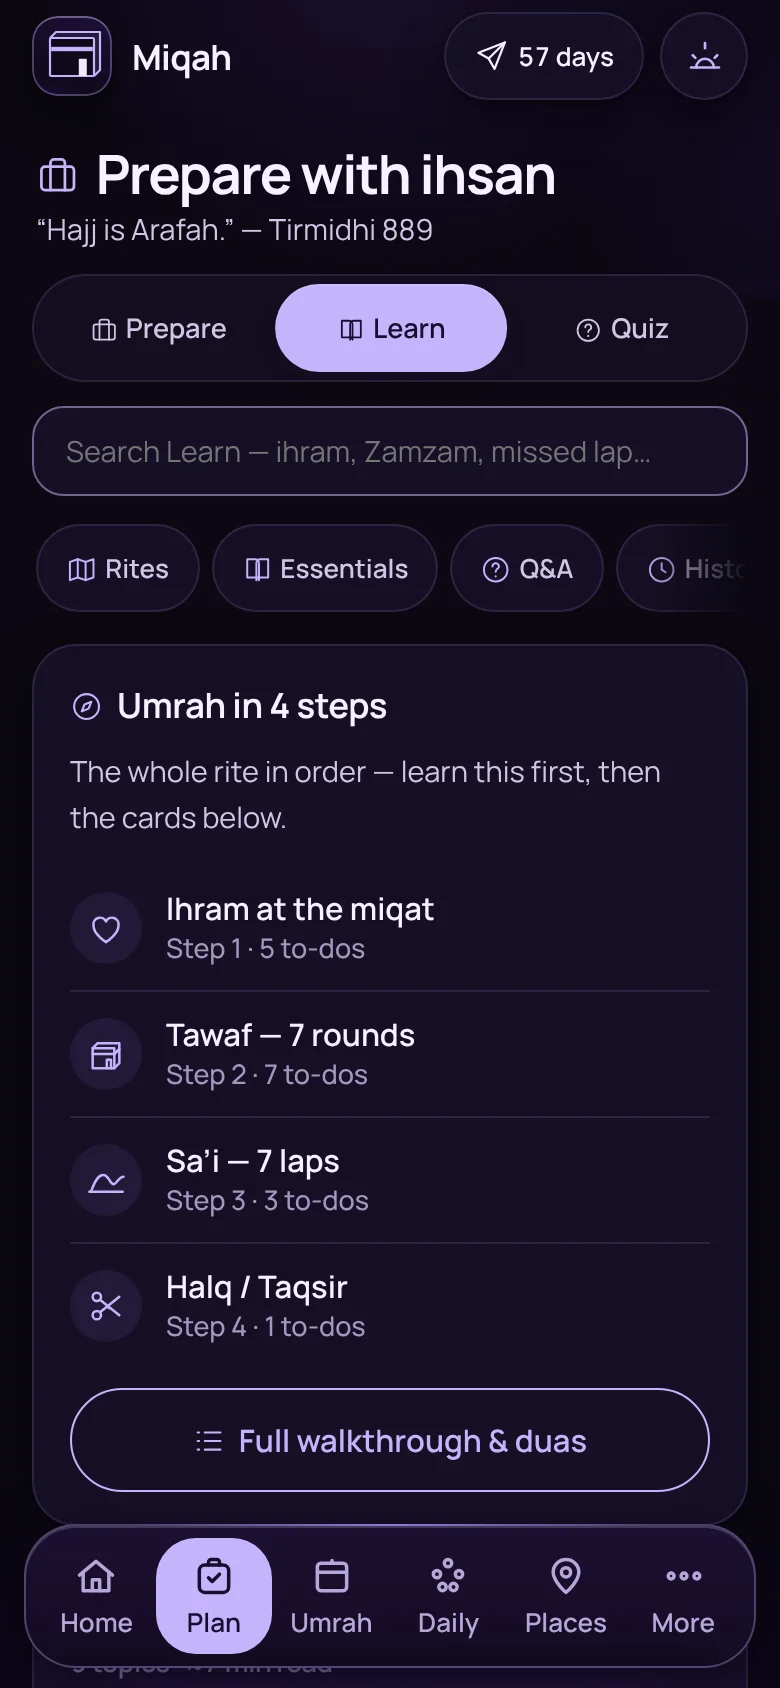 Miqah
57 days
Prepare with ihsan
“Hajj is Arafah.” — Tirmidhi 889
Prepare
Learn
Quiz
Search Learn — ihram, Zamzam, missed lap…
Rites
Essentials
Q&A
Umrah in 4 steps
The whole rite in order — learn this first, then
the cards below.
Ihram at the miqat
Step 1 · 5 to-dos
Tawaf — 7 rounds
Step 2 · 7 to-dos
Sa’i — 7 laps
Step 3 · 3 to-dos
Halq / Taqsir
Step 4 · 1 to-dos
Full walkthrough & duas
Home
Plan
Umrah
Daily
Places
More